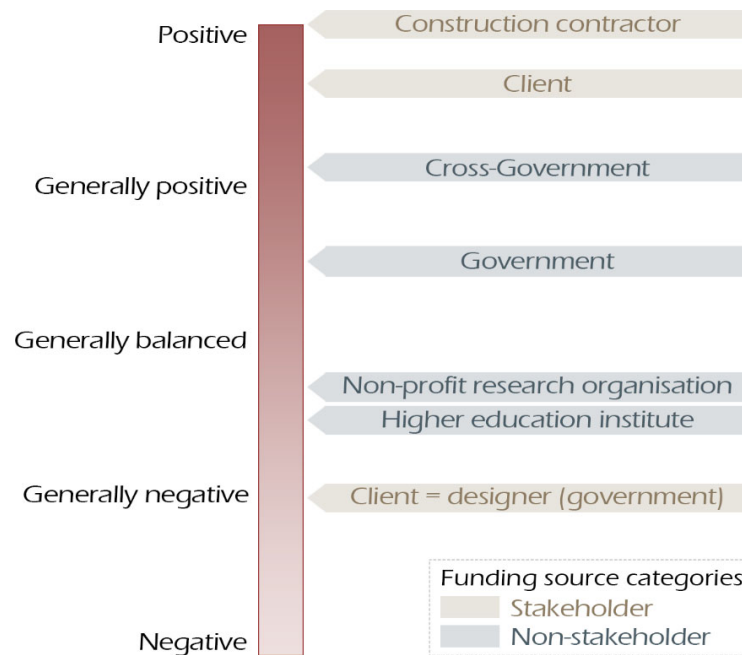 Positive
Construction contractor
Client
Cross-Government
Generally positive
Government
Generally balanced
Non-profit research organisation
Higher education institute
Generally negative
Client = designer (government)
Funding source categories
Stakeholder
Non-stakeholder
Negative